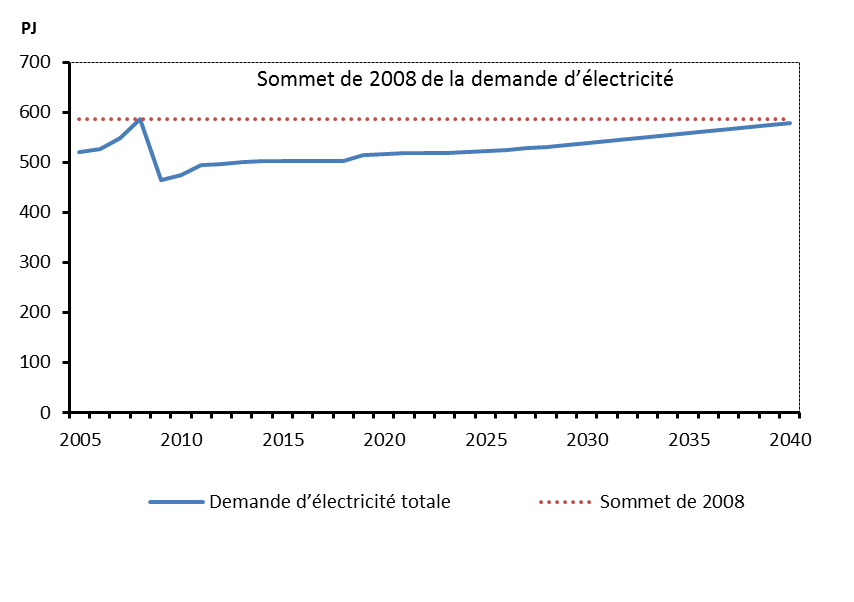 PJ
Sommet de 2008 de la demande d’électricité
700
600
500
400
300
200
100
0
2005 2010 2015 2020 2025 2030 2035 2040
Demande d’électricité totale Sommet de 2008